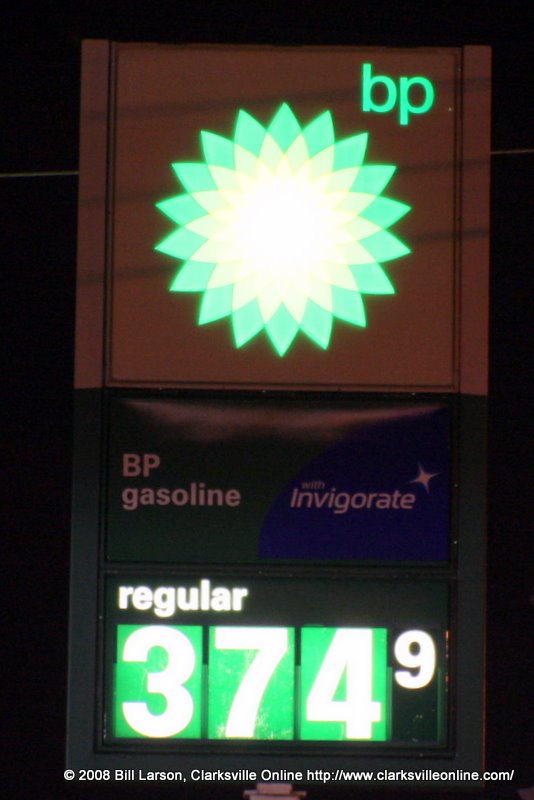 bp
BP
gasoline
with
Invigorate
regular
3749
© 2008 Bill Larson, Clarksville Online http://www.clarksvilleonline.com/